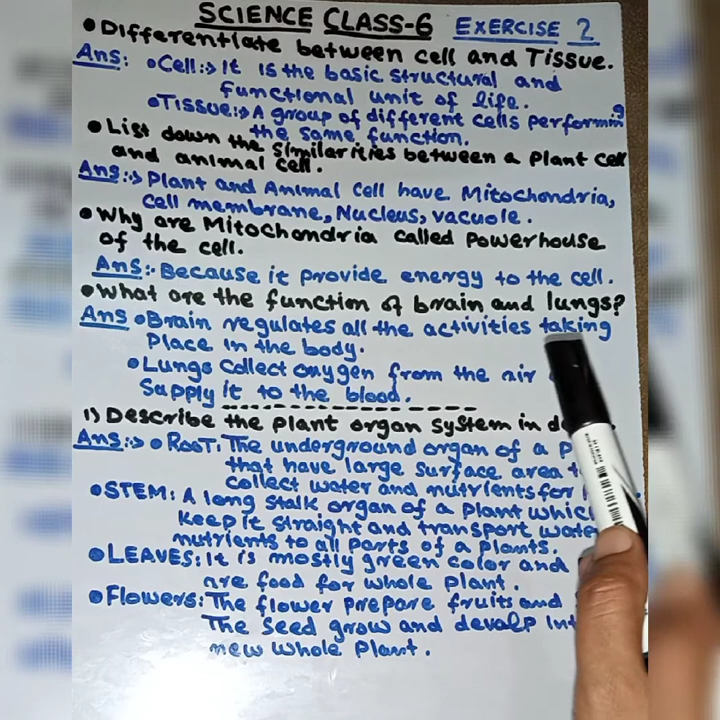 SCIENCE CLASS-6 EXERCISE 2
• Differentiate between cell and Tissue.
Ans: • Cell:→ It is the basic structural and
functional unit of life.
• Tissue:→ A group of different cells performing
the same function.
• List down the similarities between a plant cell
and animal cell.
Ans:→ Plant and Animal cell have Mitochondria,
cell membrane, Nucleus, vacuole.
• Why are Mitochondria called powerhouse
of the cell.
Ans:- Because it provide energy to the cell.
• What are the function of brain and lungs?
Ans • Brain regulates all the activities taking
place in the body.
• Lungs collect oxygen from the air
Supply it to the blood.
1) Describe the plant organ system in
Ans:→ • Root: The underground organ of a
that have large surface area
collect water and nutrients for
• STEM: A long stalk organ of a plant
keep it straight and transport
nutrients to all parts of a plants.
• LEAVES: It is mostly green color and
are food for whole plant.
• Flowers: The flower prepare fruits and
The seed grow and devalp
new whole plant.